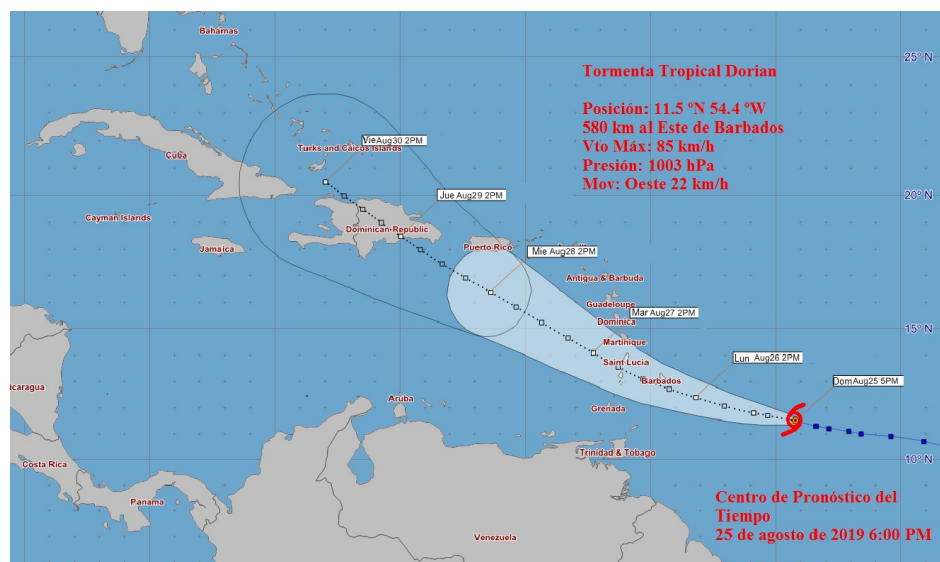 Bahamas
25° N
Tormenta Tropical Dorian
Posición: 11.5 °N 54.4 °W
580 km al Este de Barbados
Vto Máx: 85 km/h
Presión: 1003 hPa
Mov: Oeste 22 km/h
Vie Aug30 2PM
Turks and Caicos Islands
Cuba
20° N
Jue Aug29 2PM
Cayman Islands
Dominican-Republic
Jamaica
Puerto Rico
Mie Aug28 2PM
Antigua & Barbuda
Guadeloupe
Mar Aug27 2PM
Dominica
15° N
Martinique
Saint Lucia
Lun Aug26 2PM
Barbados
Dom Aug25 5PM
icaragua
Aruba
Grenada
Trinidad & Tobago
10° N
Costa Rica
Panama
Venezuela
Centro de Pronóstico del
Tiempo
25 de agosto de 2019 6:00 PM